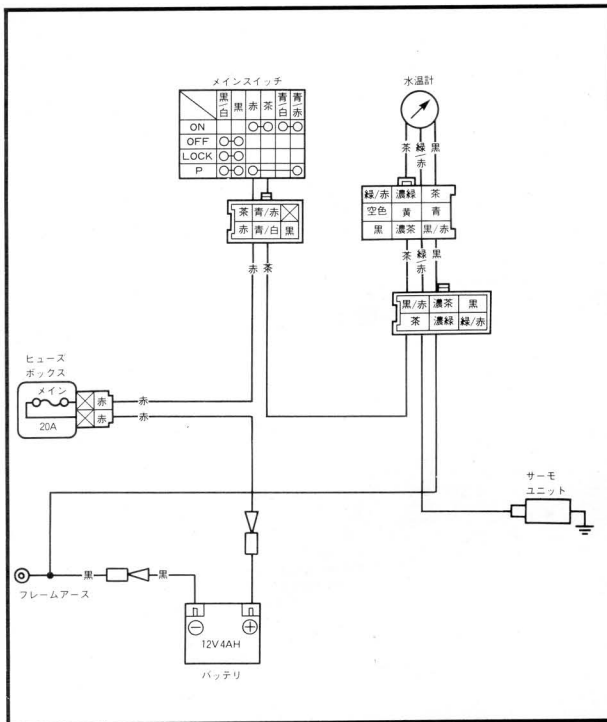 メインスイッチ
黒/白 黒 赤 茶 青/白 青/赤
ON
OFF
LOCK
P
水温計
茶 緑/赤 黒
茶 青/赤
赤 青/白 黒
緑/赤 濃緑 茶
空色 黄 青
黒 濃茶 黒/赤
赤 茶
茶 緑/赤 黒
黒/赤 濃茶 黒
茶 濃緑 緑/赤
ヒューズ
ボックス
メイン
20A
赤
赤
赤
赤
サーモ
ユニット
黒 黒
フレームアース
12V4AH
バッテリ